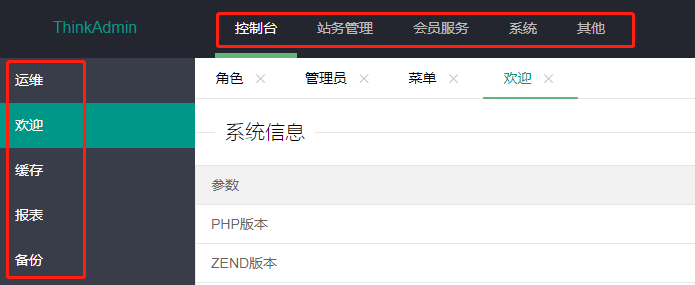 ThinkAdmin 控制台 站务管理 会员服务 系统 其他
运维
欢迎
缓存
报表
备份
角色 管理员 菜单 欢迎
系统信息
参数
PHP版本
ZEND版本